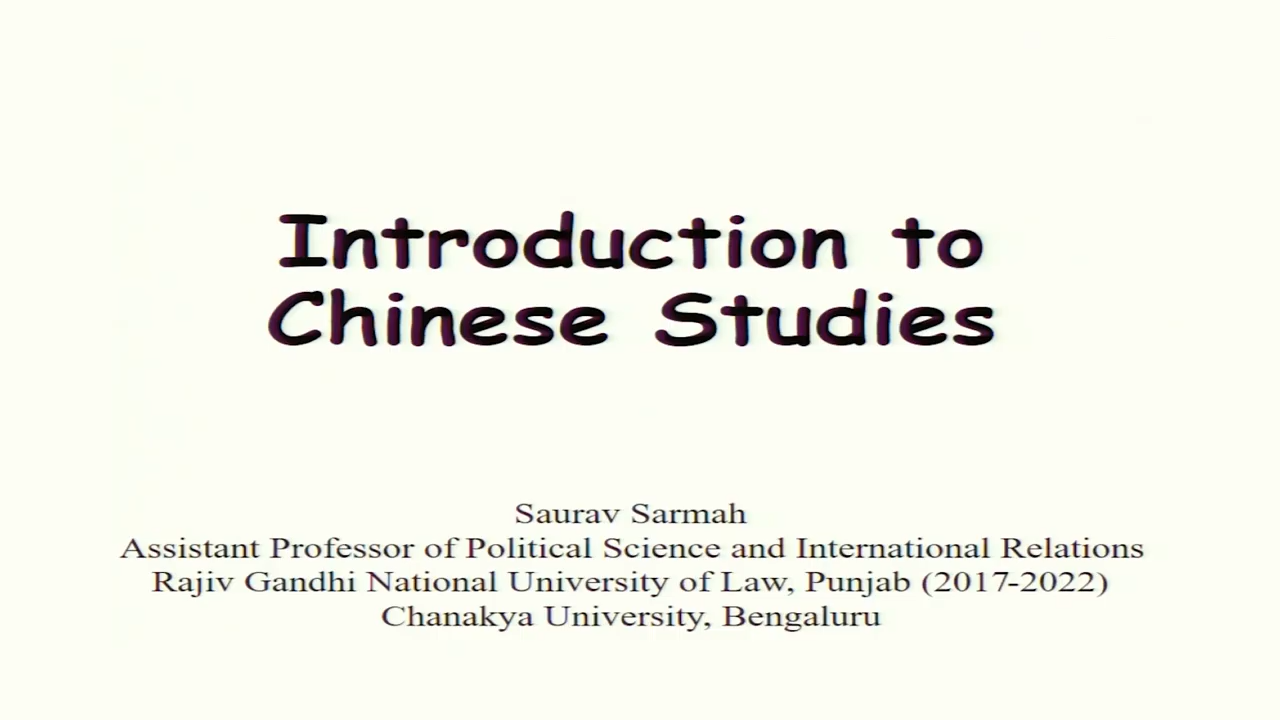 Introduction to
Chinese Studies
Saurav Sarmah
Assistant Professor of Political Science and International Relations
Rajiv Gandhi National University of Law, Punjab (2017-2022)
Chanakya University, Bengaluru